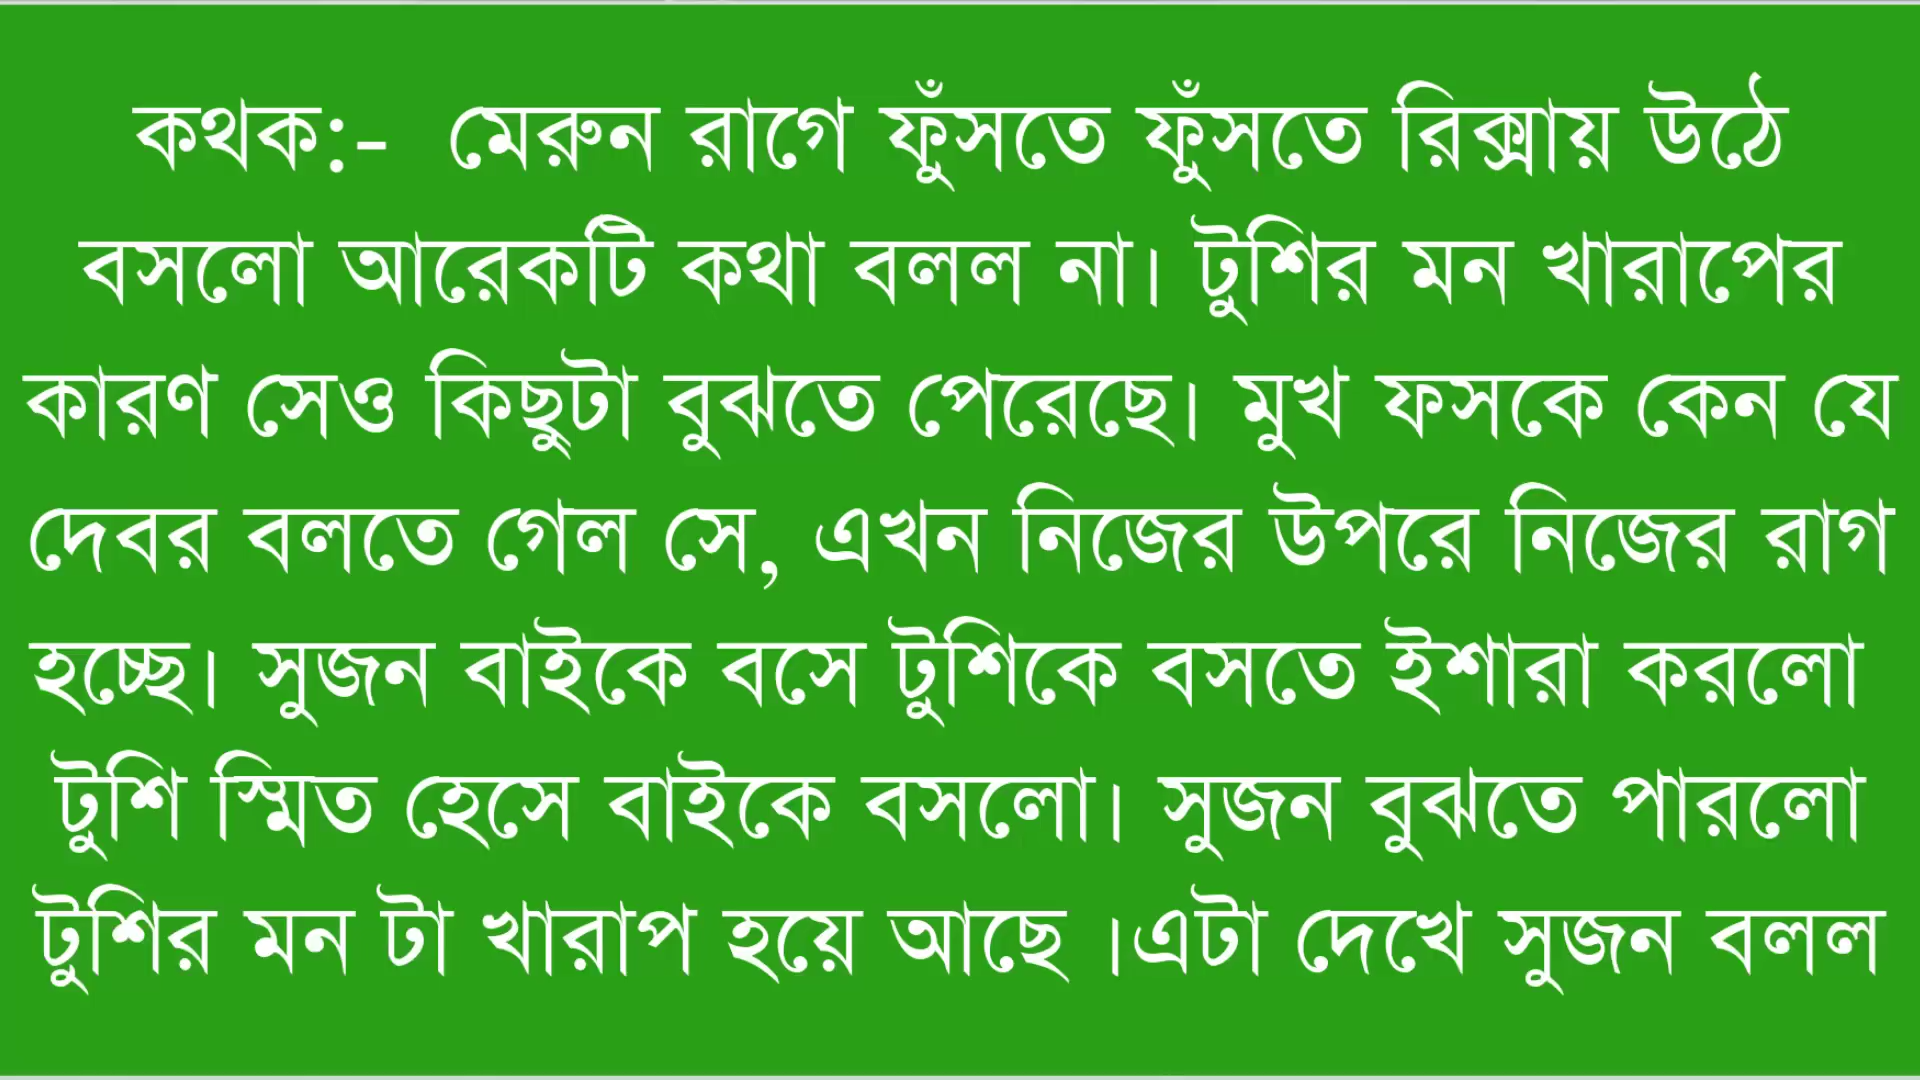 কথক:- মেরুন রাগে ফুঁসতে ফুঁসতে রিক্সায় উঠে
বসলো আরেকটি কথা বলল না। টুশির মন খারাপের
কারণ সেও কিছুটা বুঝতে পেরেছে। মুখ ফসকে কেন যে
দেবর বলতে গেল সে, এখন নিজের উপরে নিজের রাগ
হচ্ছে। সুজন বাইকে বসে টুশিকে বসতে ইশারা করলো
টুশি স্মিত হেসে বাইকে বসলো। সুজন বুঝতে পারলো
টুশির মন টা খারাপ হয়ে আছে ।এটা দেখে সুজন বলল